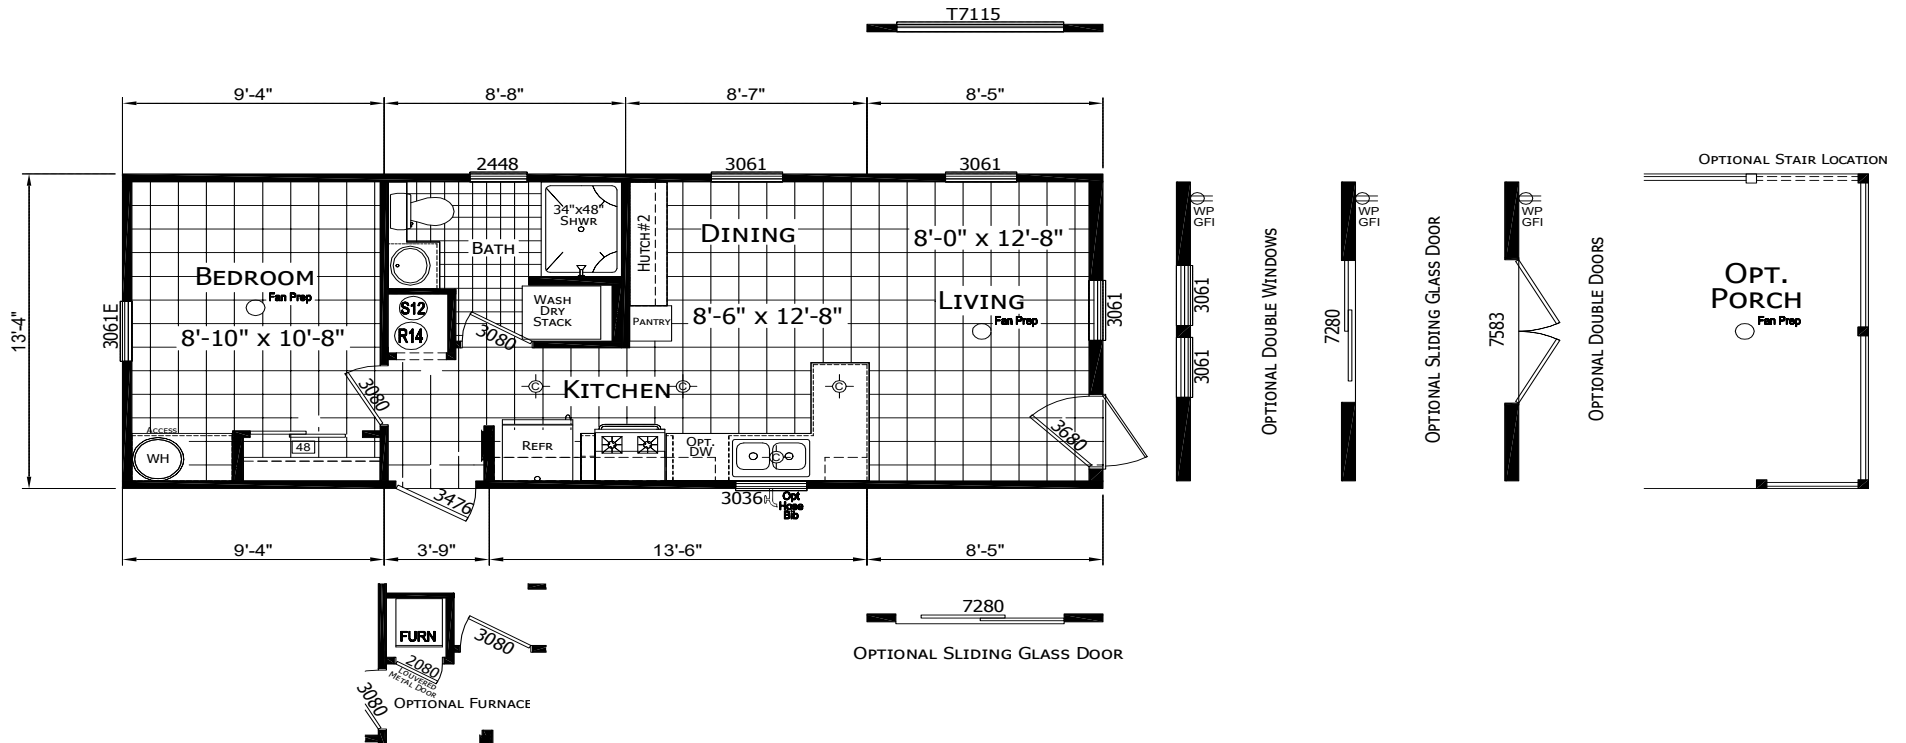 T7115
9'-4"
8'-8"
8'-7"
8'-5"
2448
3061
3061
OPTIONAL STAIR LOCATION
13'-4"
3061E
BEDROOM
Fan Prep
8'-10" x 10'-8"
BATH
34"x48"
SHWR
S12
R14
WASH
DRY
STACK
3080
HUTCH#2
PANTRY
DINING
8'-6" x 12'-8"
8'-0" x 12'-8"
LIVING
Fan Prep
3061
3080
KITCHEN
C
C
C
ACCESS
WH
48
REFR
OPT.
DW
C
3680
3476
3036
Opt
Hose
Bib
WP
GFI
3061
3061
OPTIONAL DOUBLE WINDOWS
WP
GFI
7280
OPTIONAL SLIDING GLASS DOOR
WP
GFI
7583
OPTIONAL DOUBLE DOORS
OPT.
PORCH
Fan Prep
9'-4"
3'-9"
13'-6"
8'-5"
FURN
3080
2080
LOUVERED
METAL DOOR
3080
OPTIONAL FURNACE
7280
OPTIONAL SLIDING GLASS DOOR